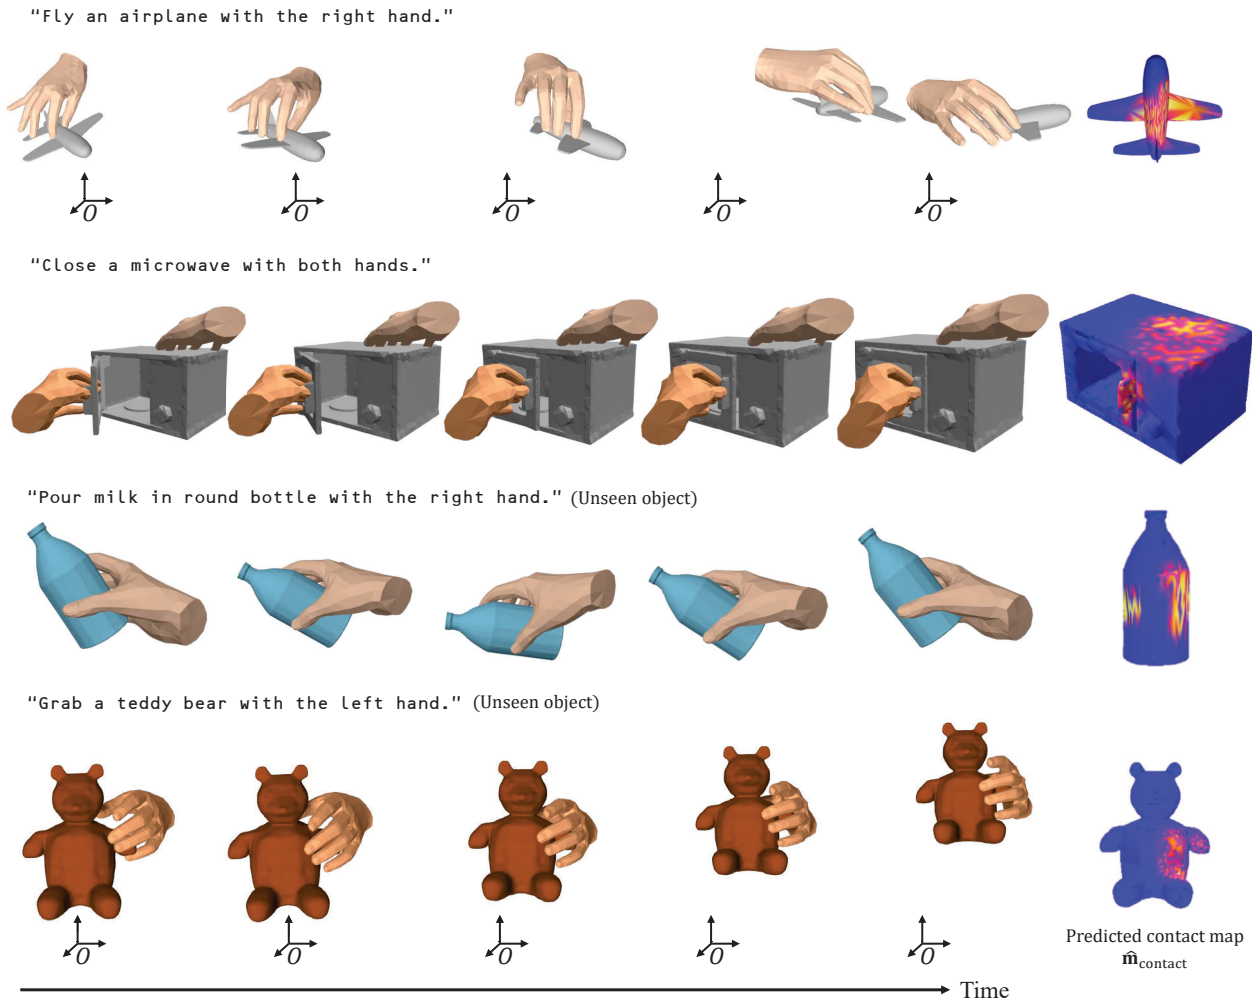 "Fly an airplane with the right hand."
O O O O O
"Close a microwave with both hands."
"Pour milk in round bottle with the right hand." (Unseen object)
"Grab a teddy bear with the left hand." (Unseen object)
O O O O O
Predicted contact map
m̂contact
Time